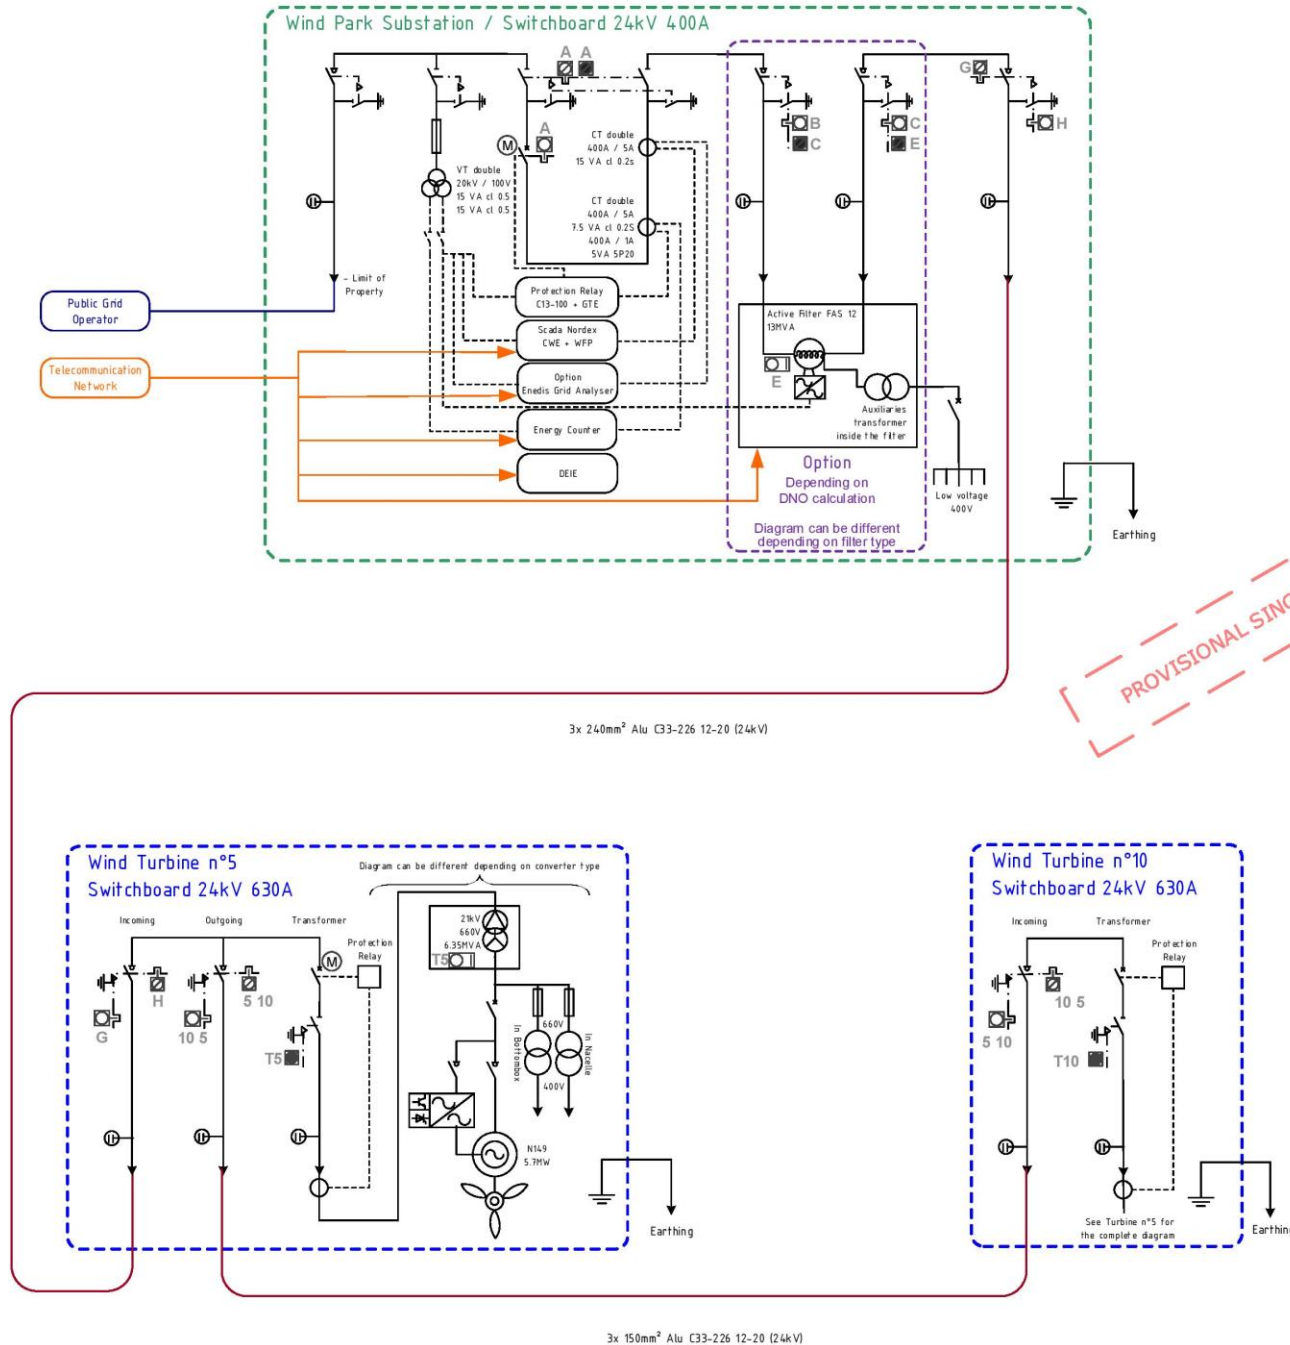 Wind Park Substation / Switchboard 24kV 400A
A
A
G
A
B
C
H
C
E
M
CT double
400A / 5A
15 VA cl 0.2s
VT double
20kV / 100V
15 VA cl 0.5
15 VA cl 0.5
CT double
400A / 5A
7.5 VA cl 0.2S
400A / 1A
5VA 5P20
- Limit of
Property
Public Grid
Operator
Protection Relay
C13-100 + GTE
Active Filter FAS 12
13MVA
Scada Nordex
CWE + WFP
Telecommunication
Network
Option
Enedis Grid Analyser
E
Auxiliaries
transformer
inside the filter
Energy Counter
DEIE
Option
Depending on
DNO calculation
Low voltage
400V
Diagram can be different
depending on filter type
Earthing
PROVISIONAL
3x 240mm² Alu C33-226 12-20 (24kV)
Wind Turbine n°5
Switchboard 24kV 630A
Diagram can be different depending on converter type
Incoming
Outgoing
Transformer
Protection
Relay
M
21kV
660V
6.35MVA
T5
H
5 10
G
10 5
T5
660V
In Bottombox
In Nacelle
400V
N149
5.7MW
Earthing
Wind Turbine n°10
Switchboard 24kV 630A
Incoming
Transformer
Protection
Relay
10 5
5 10
T10
See Turbine n°5 for
the complete diagram
Earthing
3x 150mm² Alu C33-226 12-20 (24kV)